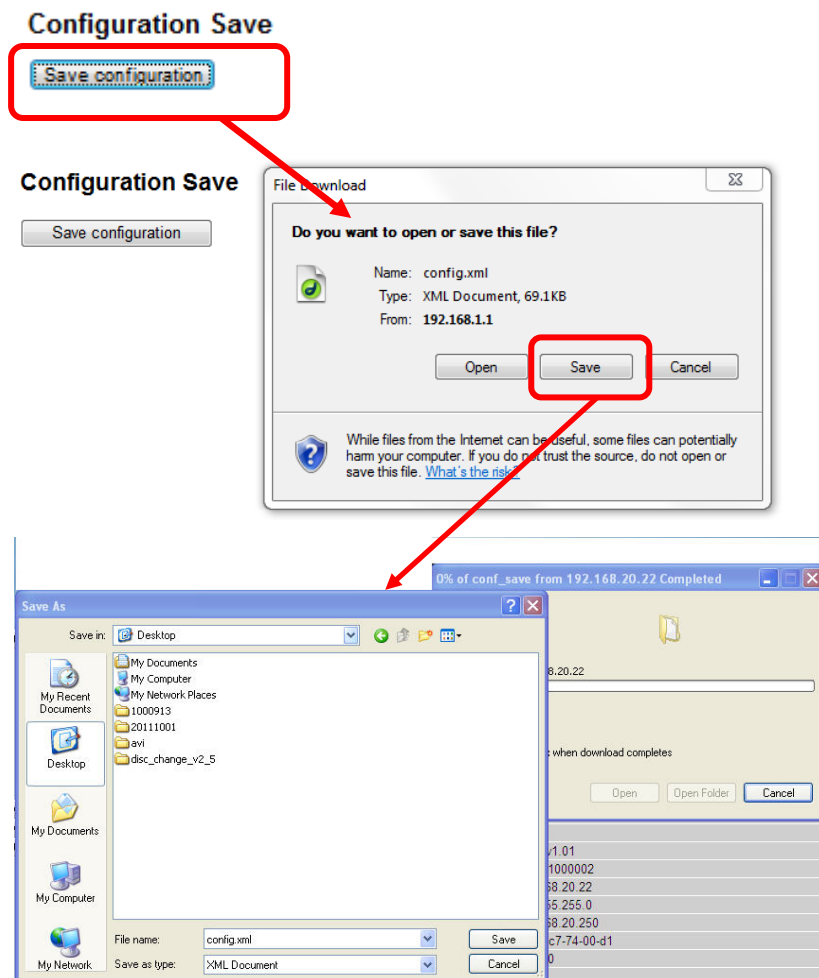 Configuration Save
Save configuration
Configuration Save
Save configuration
File Download
Do you want to open or save this file?
Name: config.xml
Type: XML Document, 69.1KB
From: 192.168.1.1
Open Save Cancel
While files from the Internet can be useful, some files can potentially
harm your computer. If you do not trust the source, do not open or
save this file. What's the risk?
0% of conf_save from 192.168.20.22 Completed
Save As
Save in: Desktop
My Documents
My Computer
My Network Places
1000913
20111001
avi
disc_change_v2_5
My Recent
Documents
Desktop
My Documents
My Computer
My Network
File name: config.xml Save
Save as type: XML Document Cancel
8.20.22
when download completes
Open Open Folder Cancel
v1.01
1000002
68.20.22
55.255.0
68.20.250
c7-74-00-d1
0